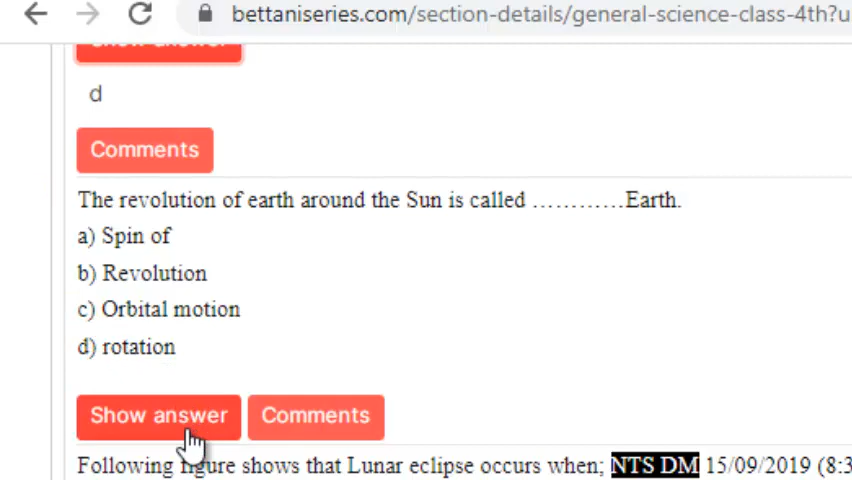 bettaniseries.com/section-details/general-science-class-4th?u
Show answer
d
Comments
The revolution of earth around the Sun is called …………Earth.
a) Spin of
b) Revolution
c) Orbital motion
d) rotation
Show answer Comments
Following figure shows that Lunar eclipse occurs when; NTS DM 15/09/2019 (8:3